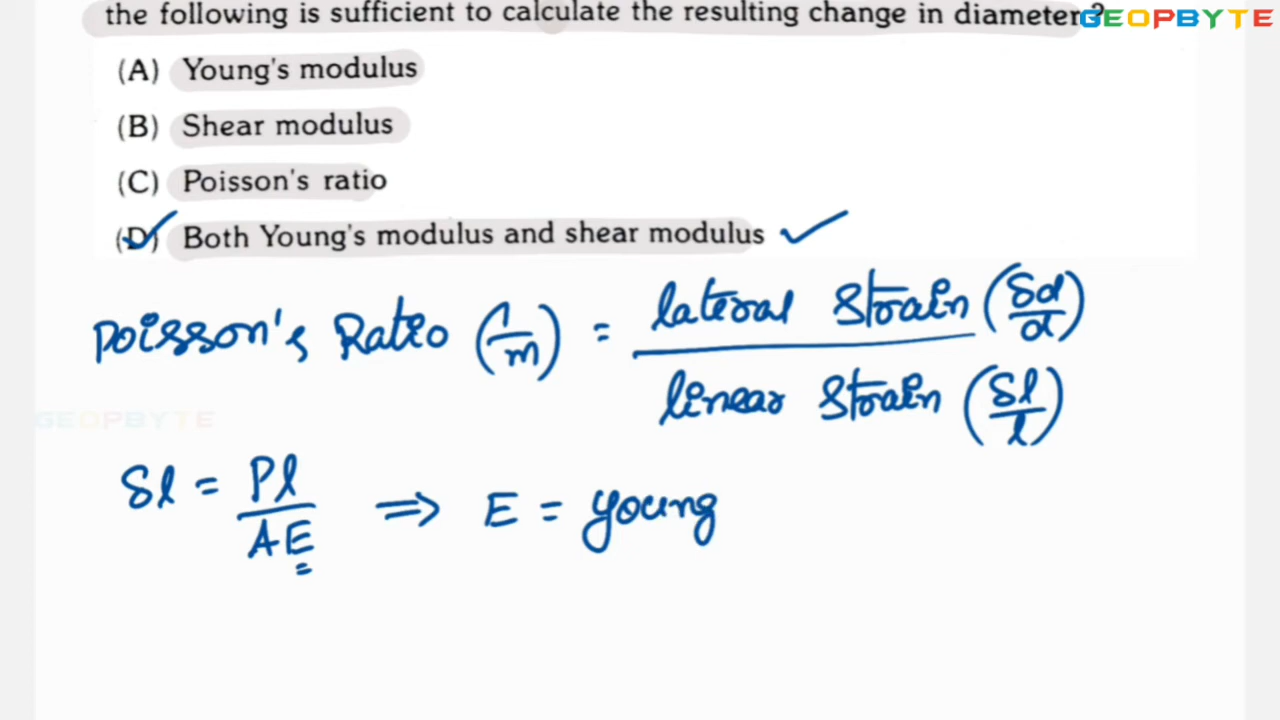 the following is sufficient to calculate the resulting change in diameter?
GEOPBYTE
(A) Young's modulus
(B) Shear modulus
(C) Poisson's ratio
(D) Both Young's modulus and shear modulus
Poisson's Ratio (1/m) = lateral strain (δd/d)
linear strain (δl/l)
GEOPBYTE
δl = Pl/AE ⇒ E = young